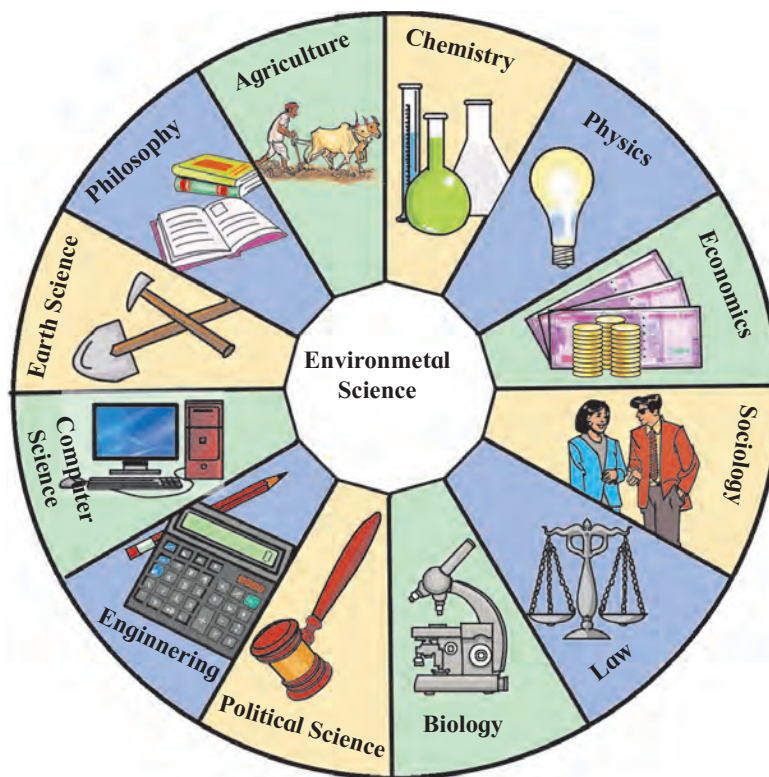 Environmetal
Science
Chemistry
Physics
Economics
Sociology
Law
Biology
Political Science
Enginnering
Computer
Science
Earth Science
Philosophy
Agriculture